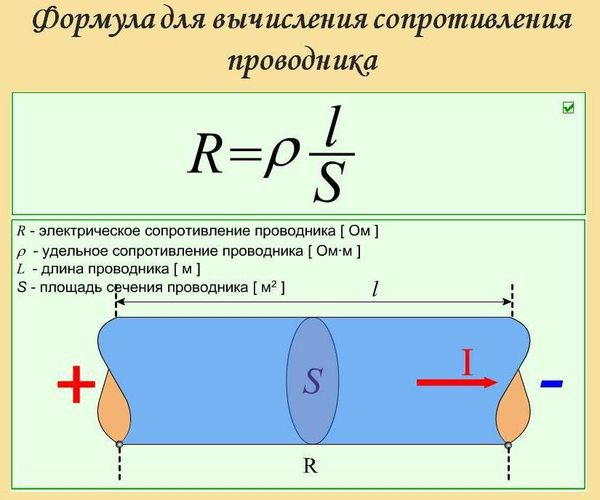 Формула для вычисления сопротивления
проводника
R=ρ l/S
R - электрическое сопротивление проводника [ Ом ]
ρ - удельное сопротивление проводника [ Ом·м ]
L - длина проводника [ м ]
S - площадь сечения проводника [ м² ]
l
+ S I -
R